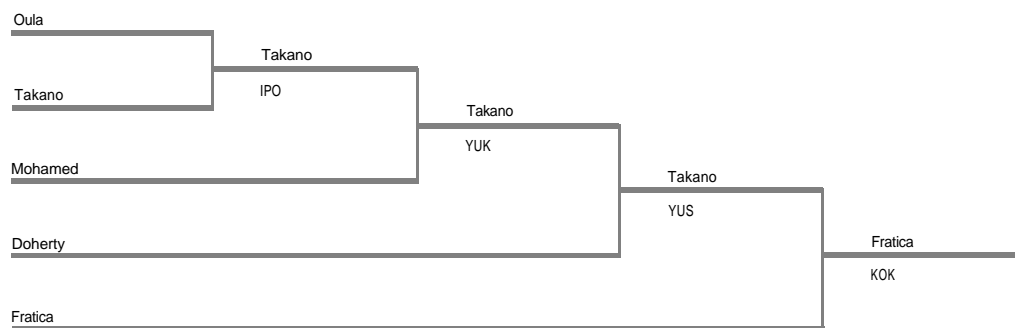 Oula
Takano
IPO
Takano
Takano
YUK
Mohamed
Takano
YUS
Doherty
Fratica
KOK
Fratica